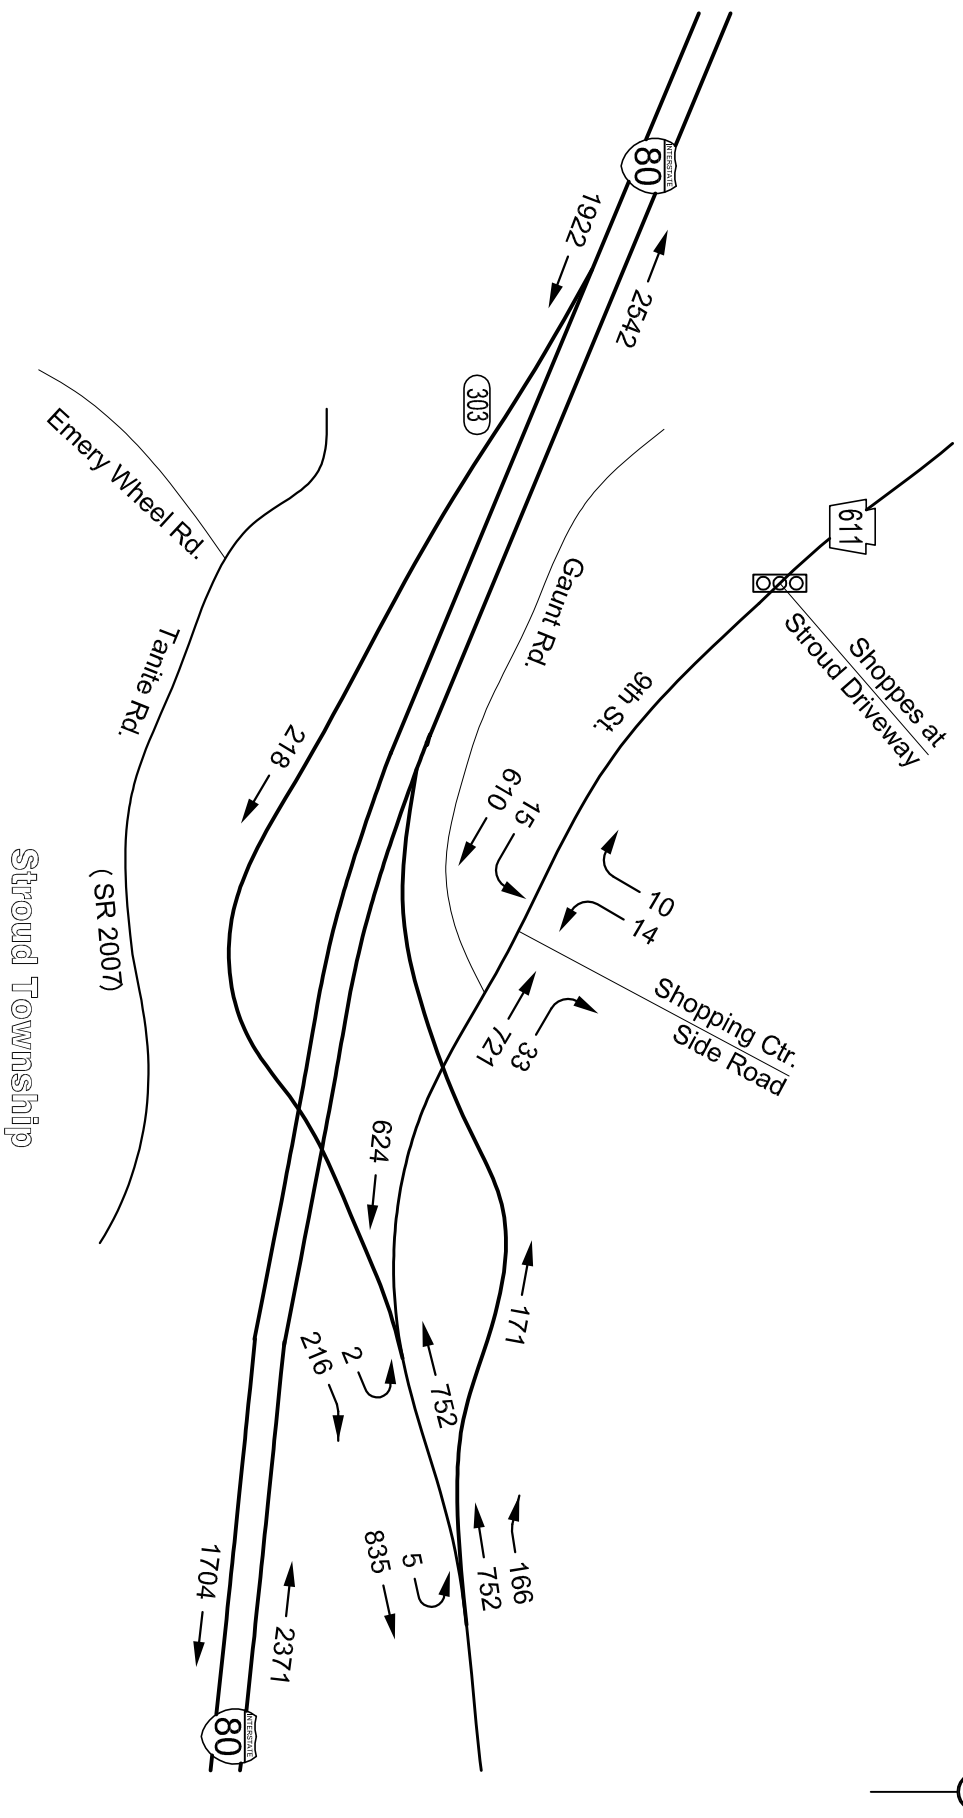 INTERSTATE
80
1922
2542
303
611
Shoppes at
Stroud Driveway
Emery Wheel Rd.
Gaunt Rd.
9th St.
Tanite Rd.
(SR 2007)
218
15
610
10
14
Shopping Ctr.
Side Road
33
721
Stroud Township
624
171
2
216
752
166
752
5
835
1704
2371
INTERSTATE
80